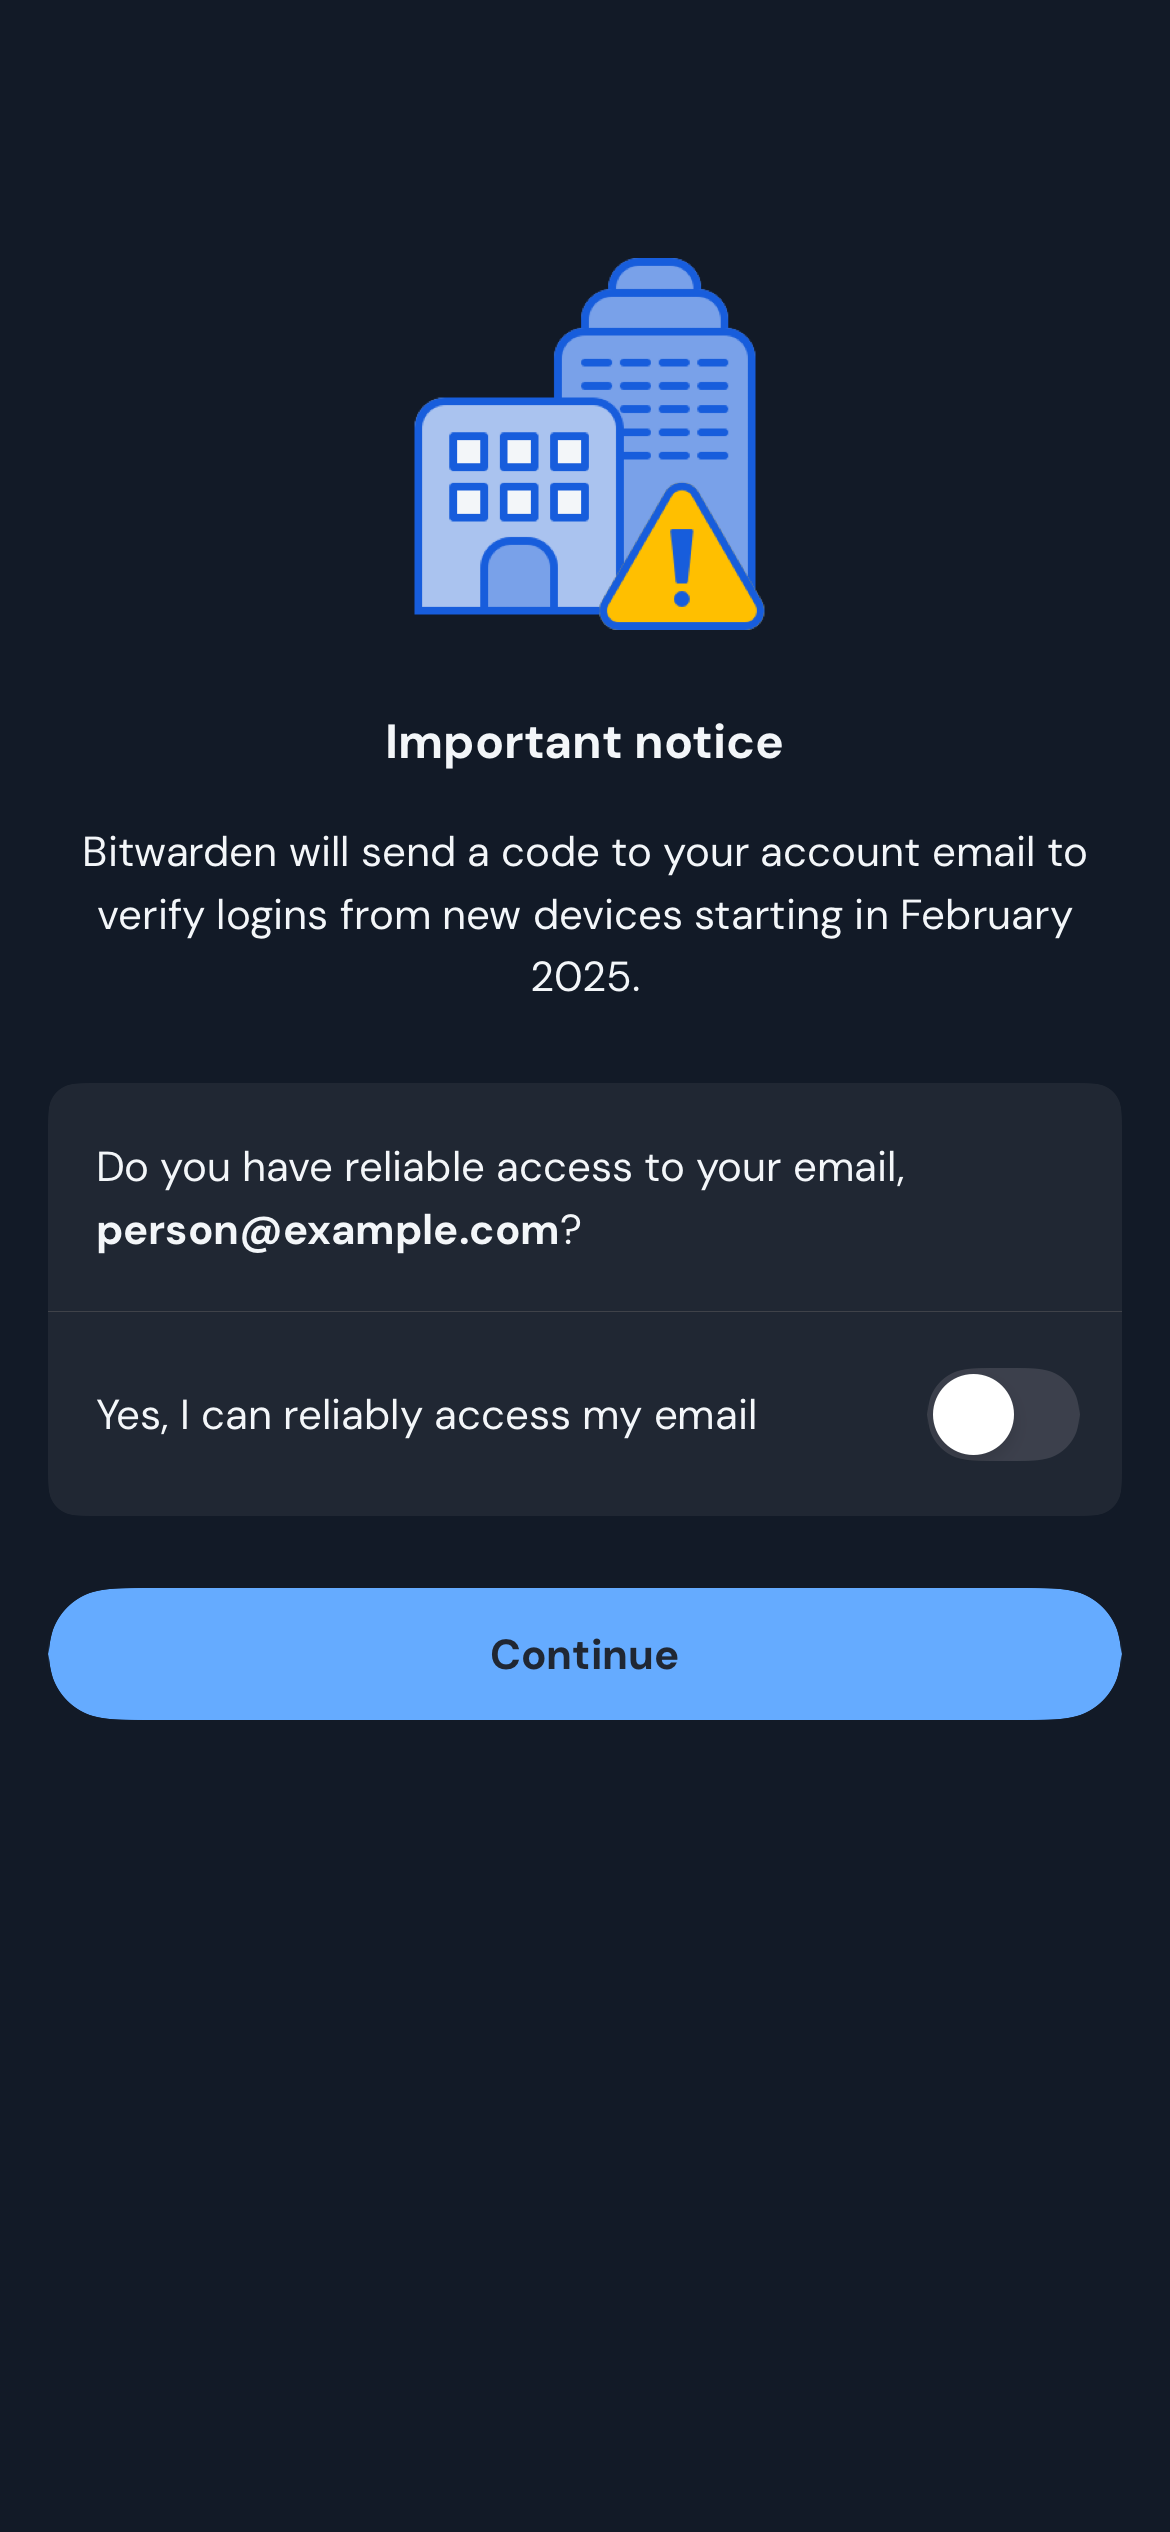 Important notice
Bitwarden will send a code to your account email to
verify logins from new devices starting in February
2025.
Do you have reliable access to your email,
person@example.com?
Yes, I can reliably access my email
Continue